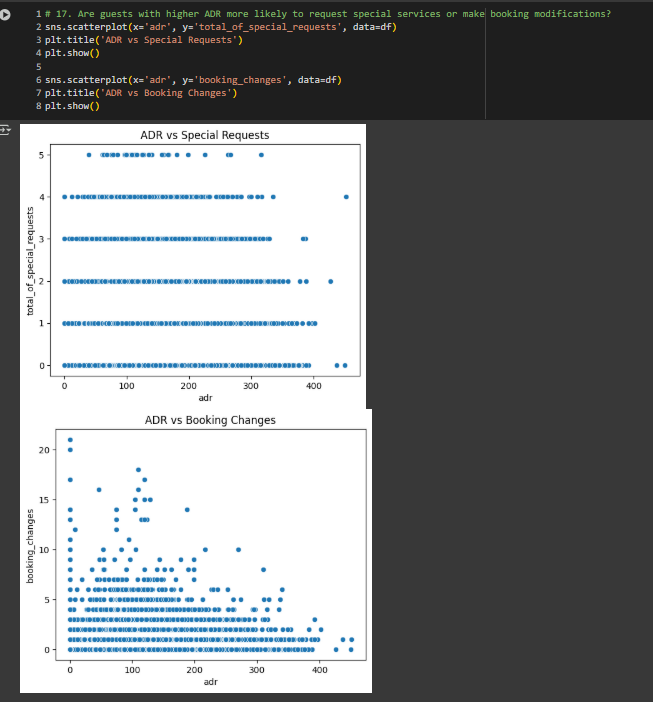 1 # 17. Are guests with higher ADR more likely to request special services or make booking modifications?
2 sns.scatterplot(x='adr', y='total_of_special_requests', data=df)
3 plt.title('ADR vs Special Requests')
4 plt.show()
5
6 sns.scatterplot(x='adr', y='booking_changes', data=df)
7 plt.title('ADR vs Booking Changes')
8 plt.show()
ADR vs Special Requests
total_of_special_requests
5
4
3
2
1
0
0 100 200 300 400
adr
ADR vs Booking Changes
booking_changes
20
15
10
5
0
0 100 200 300 400
adr